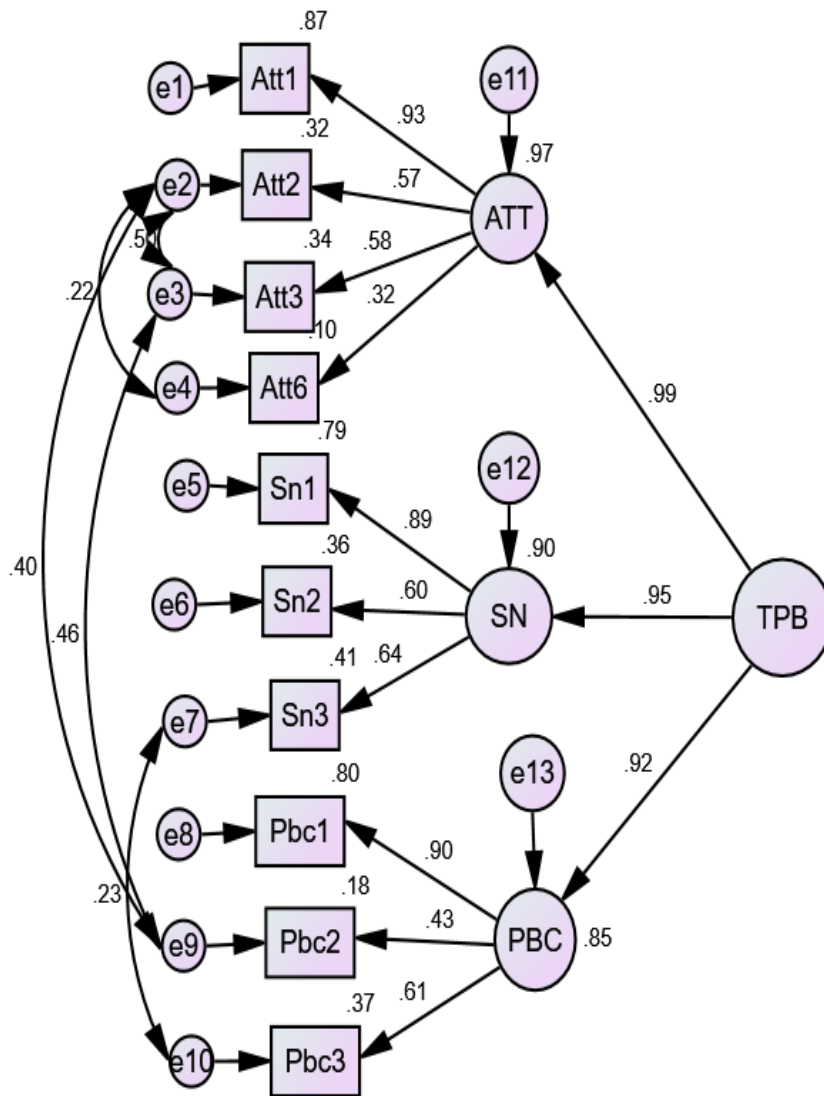 .87
e1
Att1
e11
.93
.97
.32
e2
Att2
.57
ATT
.5
.34
.58
.22
e3
Att3
.32
.10
e4
Att6
.99
.79
e12
e5
Sn1
.89
.90
.36
.40
e6
Sn2
.60
SN
.95
TPB
.46
.41
.64
e7
Sn3
.80
e13
.92
e8
Pbc1
.90
.23
.18
e9
Pbc2
.43
PBC
.85
.37
.61
e10
Pbc3